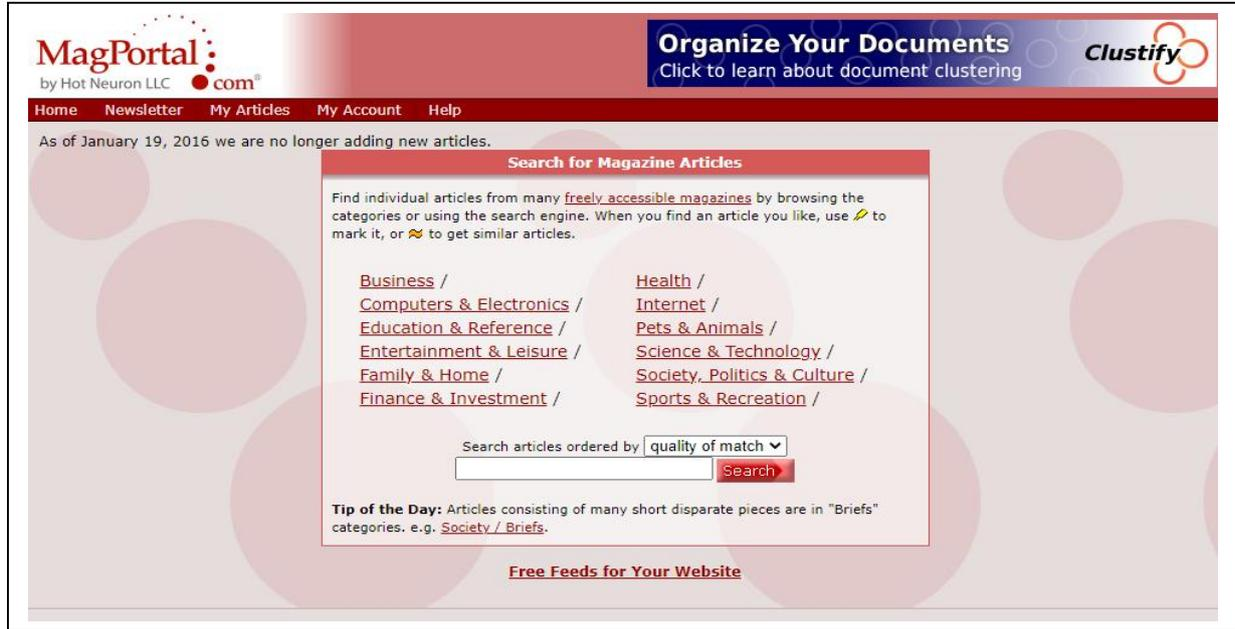 MagPortal
by Hot Neuron LLC
com®
Organize Your Documents
Click to learn about document clustering
Clustify
Home Newsletter My Articles My Account Help
As of January 19, 2016 we are no longer adding new articles.
Search for Magazine Articles
Find individual articles from many freely accessible magazines by browsing the
categories or using the search engine. When you find an article you like, use to
mark it, or to get similar articles.
Business / Health /
Computers & Electronics / Internet /
Education & Reference / Pets & Animals /
Entertainment & Leisure / Science & Technology /
Family & Home / Society, Politics & Culture /
Finance & Investment / Sports & Recreation /
Search articles ordered by quality of match
Search
Tip of the Day: Articles consisting of many short disparate pieces are in "Briefs"
categories. e.g. Society / Briefs.
Free Feeds for Your Website